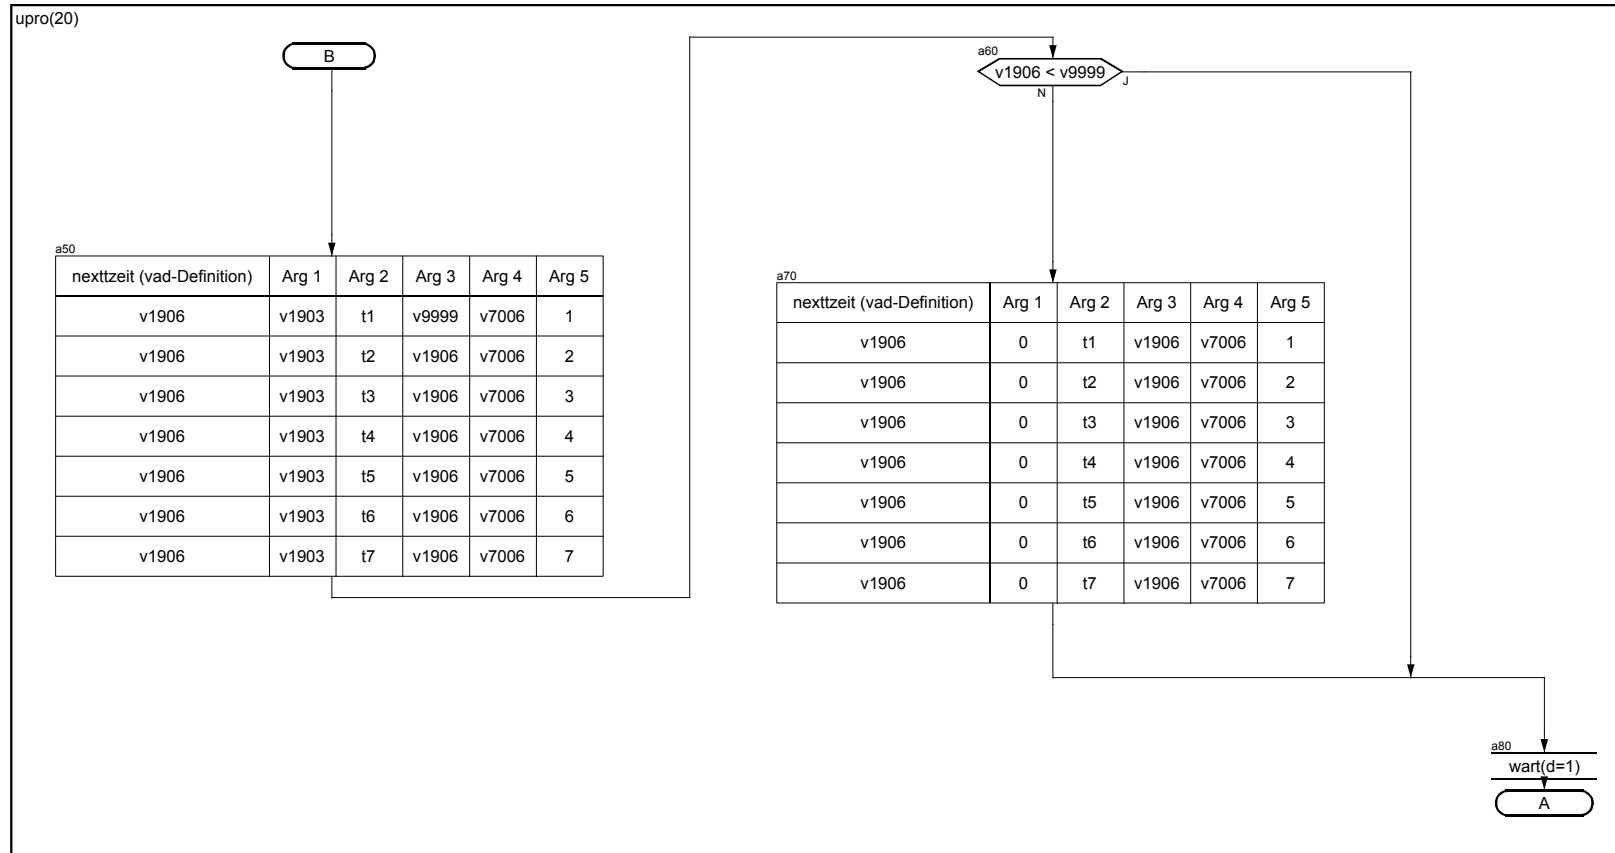 upro(20)
B
a50
nexttzeit (vad-Definition) Arg 1 Arg 2 Arg 3 Arg 4 Arg 5
v1906 v1903 t1 v9999 v7006 1
v1906 v1903 t2 v1906 v7006 2
v1906 v1903 t3 v1906 v7006 3
v1906 v1903 t4 v1906 v7006 4
v1906 v1903 t5 v1906 v7006 5
v1906 v1903 t6 v1906 v7006 6
v1906 v1903 t7 v1906 v7006 7
a60
v1906 < v9999
J
N
a70
nexttzeit (vad-Definition) Arg 1 Arg 2 Arg 3 Arg 4 Arg 5
v1906 0 t1 v1906 v7006 1
v1906 0 t2 v1906 v7006 2
v1906 0 t3 v1906 v7006 3
v1906 0 t4 v1906 v7006 4
v1906 0 t5 v1906 v7006 5
v1906 0 t6 v1906 v7006 6
v1906 0 t7 v1906 v7006 7
a80
wart(d=1)
A